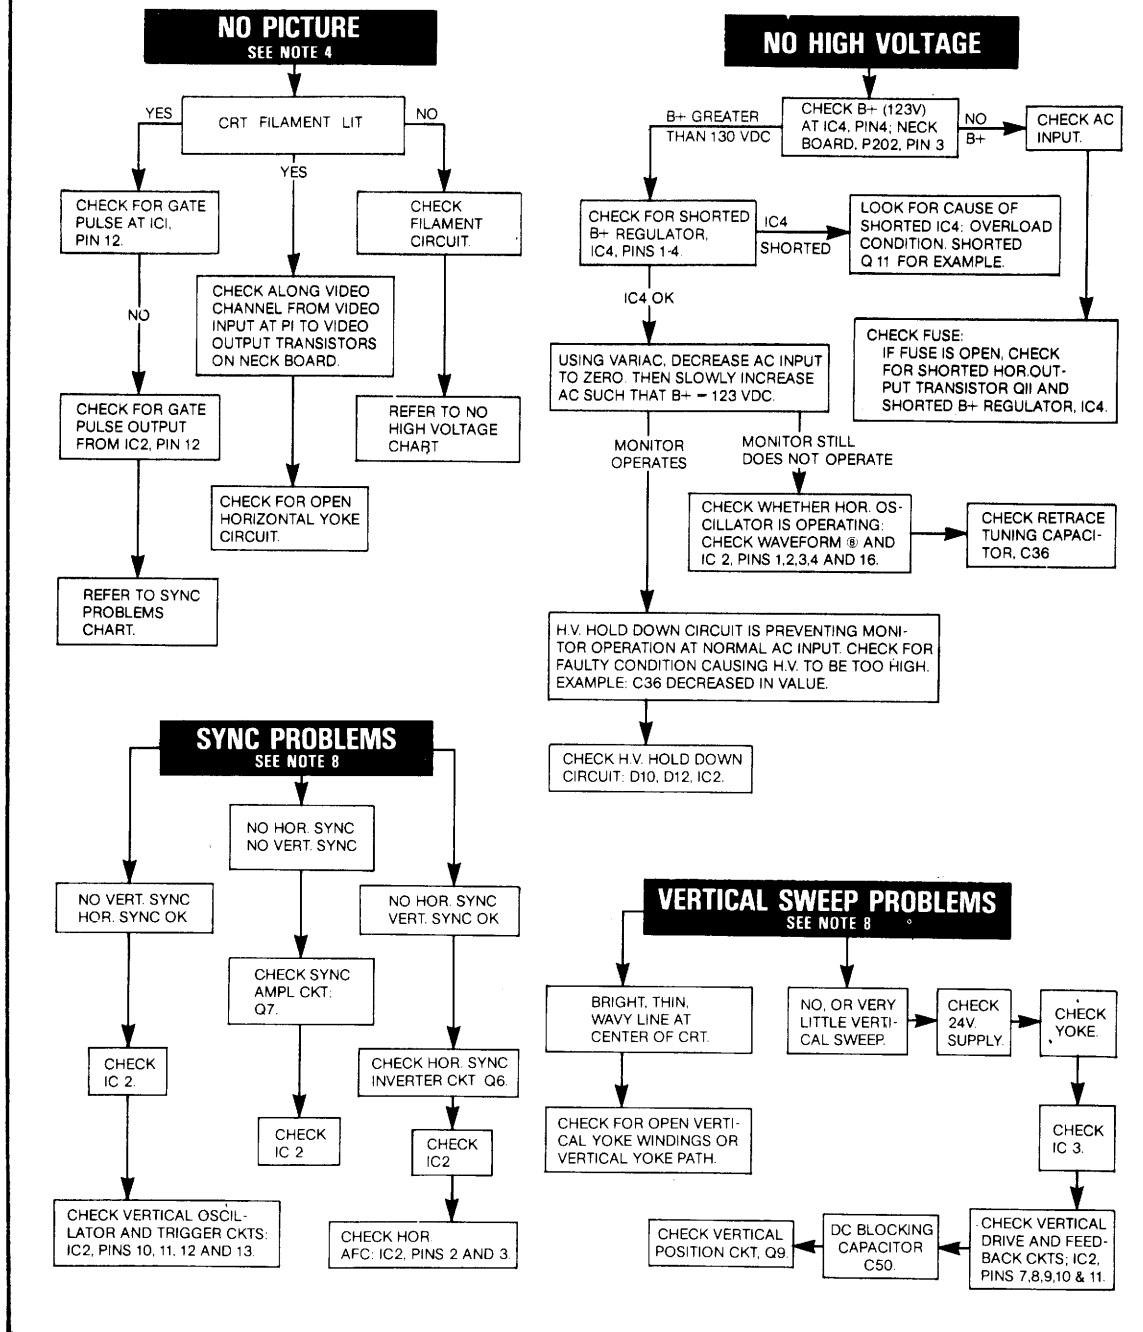 NO PICTURE
SEE NOTE 4
YES
CRT FILAMENT LIT
NO
YES
CHECK FOR GATE
PULSE AT ICI,
PIN 12.
CHECK
FILAMENT
CIRCUIT.
NO
CHECK ALONG VIDEO
CHANNEL FROM VIDEO
INPUT AT PI TO VIDEO
OUTPUT TRANSISTORS
ON NECK BOARD.
CHECK FOR GATE
PULSE OUTPUT
FROM IC2, PIN 12
REFER TO NO
HIGH VOLTAGE
CHART
CHECK FOR OPEN
HORIZONTAL YOKE
CIRCUIT.
REFER TO SYNC
PROBLEMS
CHART.
NO HIGH VOLTAGE
B+ GREATER
THAN 130 VDC
CHECK B+ (123V)
AT IC4, PIN4; NECK
BOARD, P202, PIN 3
NO
B+
CHECK AC
INPUT.
CHECK FOR SHORTED
B+ REGULATOR,
IC4, PINS 1-4.
IC4
SHORTED
LOOK FOR CAUSE OF
SHORTED IC4: OVERLOAD
CONDITION. SHORTED
Q 11 FOR EXAMPLE.
IC4 OK
CHECK FUSE:
IF FUSE IS OPEN, CHECK
FOR SHORTED HOR.OUT-
PUT TRANSISTOR QII AND
SHORTED B+ REGULATOR, IC4.
USING VARIAC, DECREASE AC INPUT
TO ZERO. THEN SLOWLY INCREASE
AC SUCH THAT B+ = 123 VDC.
MONITOR
OPERATES
MONITOR STILL
DOES NOT OPERATE
CHECK WHETHER HOR. OS-
CILLATOR IS OPERATING:
CHECK WAVEFORM ⑥ AND
IC 2, PINS 1,2,3,4 AND 16.
CHECK RETRACE
TUNING CAPACI-
TOR, C36
H.V. HOLD DOWN CIRCUIT IS PREVENTING MONI-
TOR OPERATION AT NORMAL AC INPUT. CHECK FOR
FAULTY CONDITION CAUSING H.V. TO BE TOO HIGH.
EXAMPLE: C36 DECREASED IN VALUE.
CHECK H.V. HOLD DOWN
CIRCUIT: D10, D12, IC2.
SYNC PROBLEMS
SEE NOTE 8
NO HOR. SYNC
NO VERT. SYNC
NO VERT. SYNC
HOR. SYNC OK
NO HOR. SYNC
VERT. SYNC OK
CHECK SYNC
AMPL CKT:
Q7.
CHECK
IC 2.
CHECK HOR. SYNC
INVERTER CKT Q6.
CHECK
IC 2
CHECK
IC2
CHECK VERTICAL OSCIL-
LATOR AND TRIGGER CKTS:
IC2, PINS 10, 11, 12 AND 13.
CHECK HOR.
AFC: IC2, PINS 2 AND 3.
VERTICAL SWEEP PROBLEMS
SEE NOTE 8
BRIGHT, THIN,
WAVY LINE AT
CENTER OF CRT.
NO, OR VERY
LITTLE VERTI-
CAL SWEEP.
CHECK
24V.
SUPPLY.
CHECK
YOKE.
CHECK FOR OPEN VERTI-
CAL YOKE WINDINGS OR
VERTICAL YOKE PATH.
CHECK
IC 3.
CHECK VERTICAL
POSITION CKT, Q9.
DC BLOCKING
CAPACITOR
C50.
CHECK VERTICAL
DRIVE AND FEED-
BACK CKTS; IC2,
PINS 7,8,9,10 & 11.